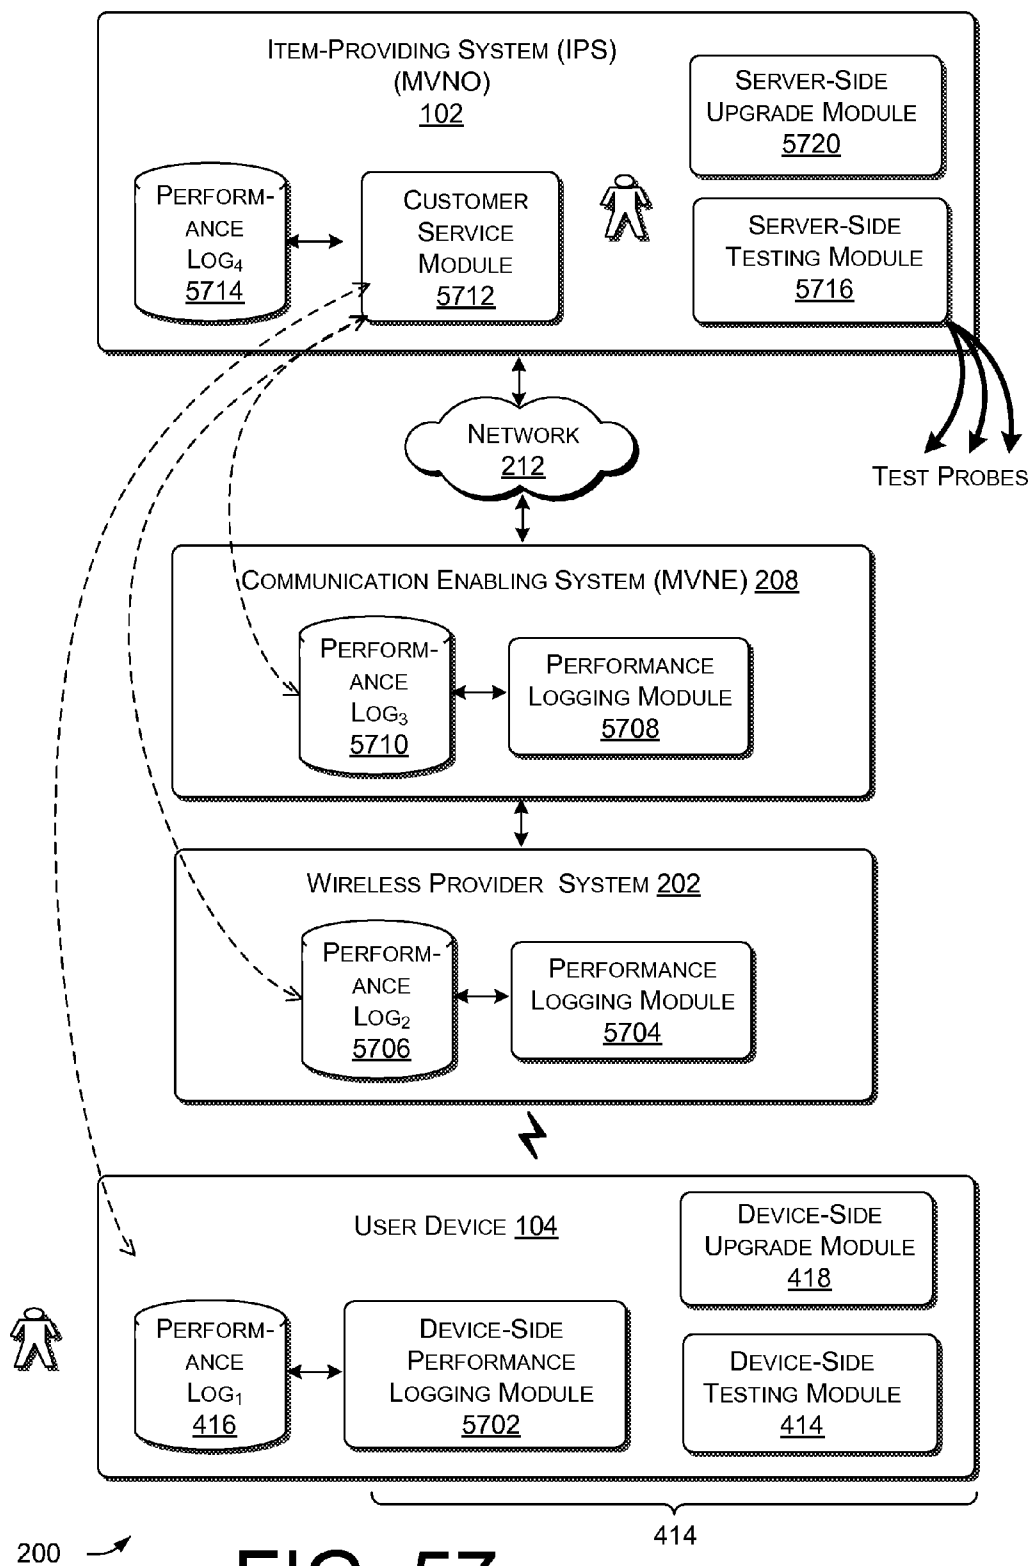 ITEM-PROVIDING SYSTEM (IPS)
(MVNO)
102
SERVER-SIDE
UPGRADE MODULE
5720
PERFORM-
ANCE
LOG4
5714
CUSTOMER
SERVICE
MODULE
5712
SERVER-SIDE
TESTING MODULE
5716
NETWORK
212
TEST PROBES
COMMUNICATION ENABLING SYSTEM (MVNE) 208
PERFORM-
ANCE
LOG3
5710
PERFORMANCE
LOGGING MODULE
5708
WIRELESS PROVIDER SYSTEM 202
PERFORM-
ANCE
LOG2
5706
PERFORMANCE
LOGGING MODULE
5704
USER DEVICE 104
DEVICE-SIDE
UPGRADE MODULE
418
PERFORM-
ANCE
LOG1
416
DEVICE-SIDE
PERFORMANCE
LOGGING MODULE
5702
DEVICE-SIDE
TESTING MODULE
414
414
200
FIG. 57